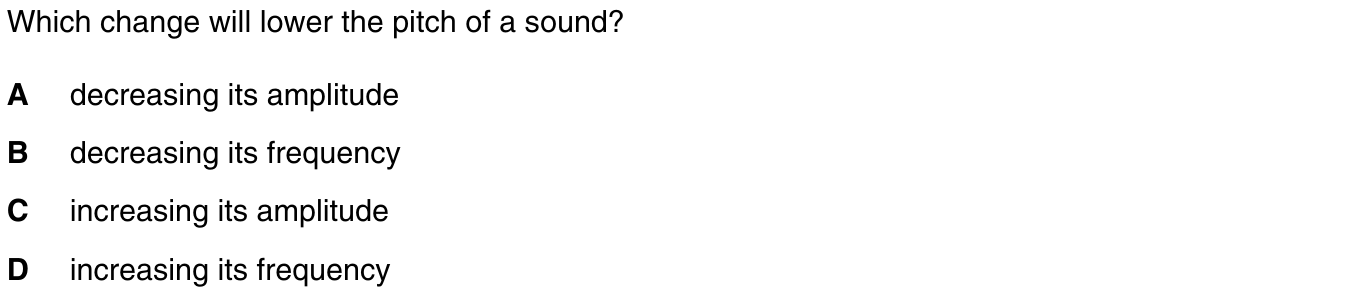 Which change will lower the pitch of a sound?
A decreasing its amplitude
B decreasing its frequency
C increasing its amplitude
D increasing its frequency